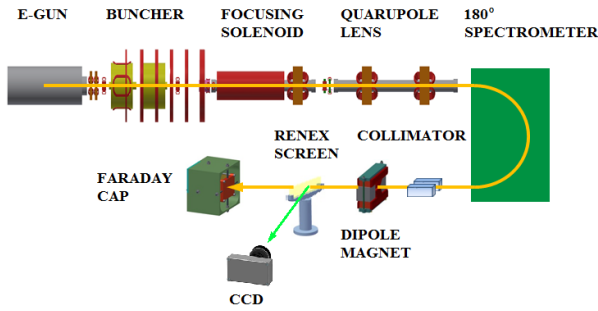 E-GUN
BUNCHER
FOCUSING
SOLENOID
QUARUPOLE
LENS
180°
SPECTROMETER
RENEX
SCREEN
COLLIMATOR
FARADAY
CAP
DIPOLE
MAGNET
CCD